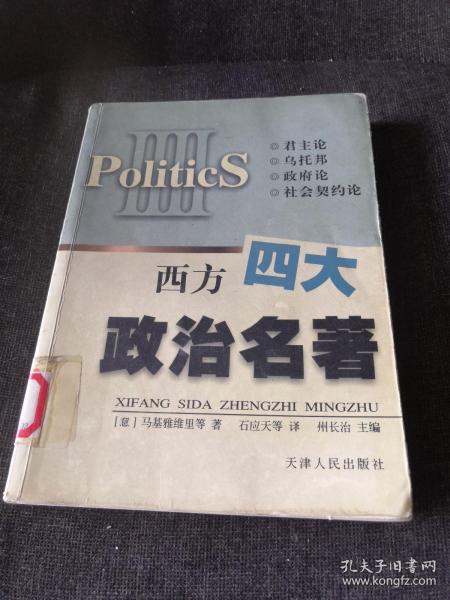 PoliticS
◎ 君主论
◎ 乌托邦
◎ 政府论
◎ 社会契约论
西方 四大
政治名著
XIFANG SIDA ZHENGZHI MINGZHU
[意] 马基雅维里等 著 石应天等 译 州长治 主编
天津人民出版社
孔夫子旧书网
www.kongfz.com